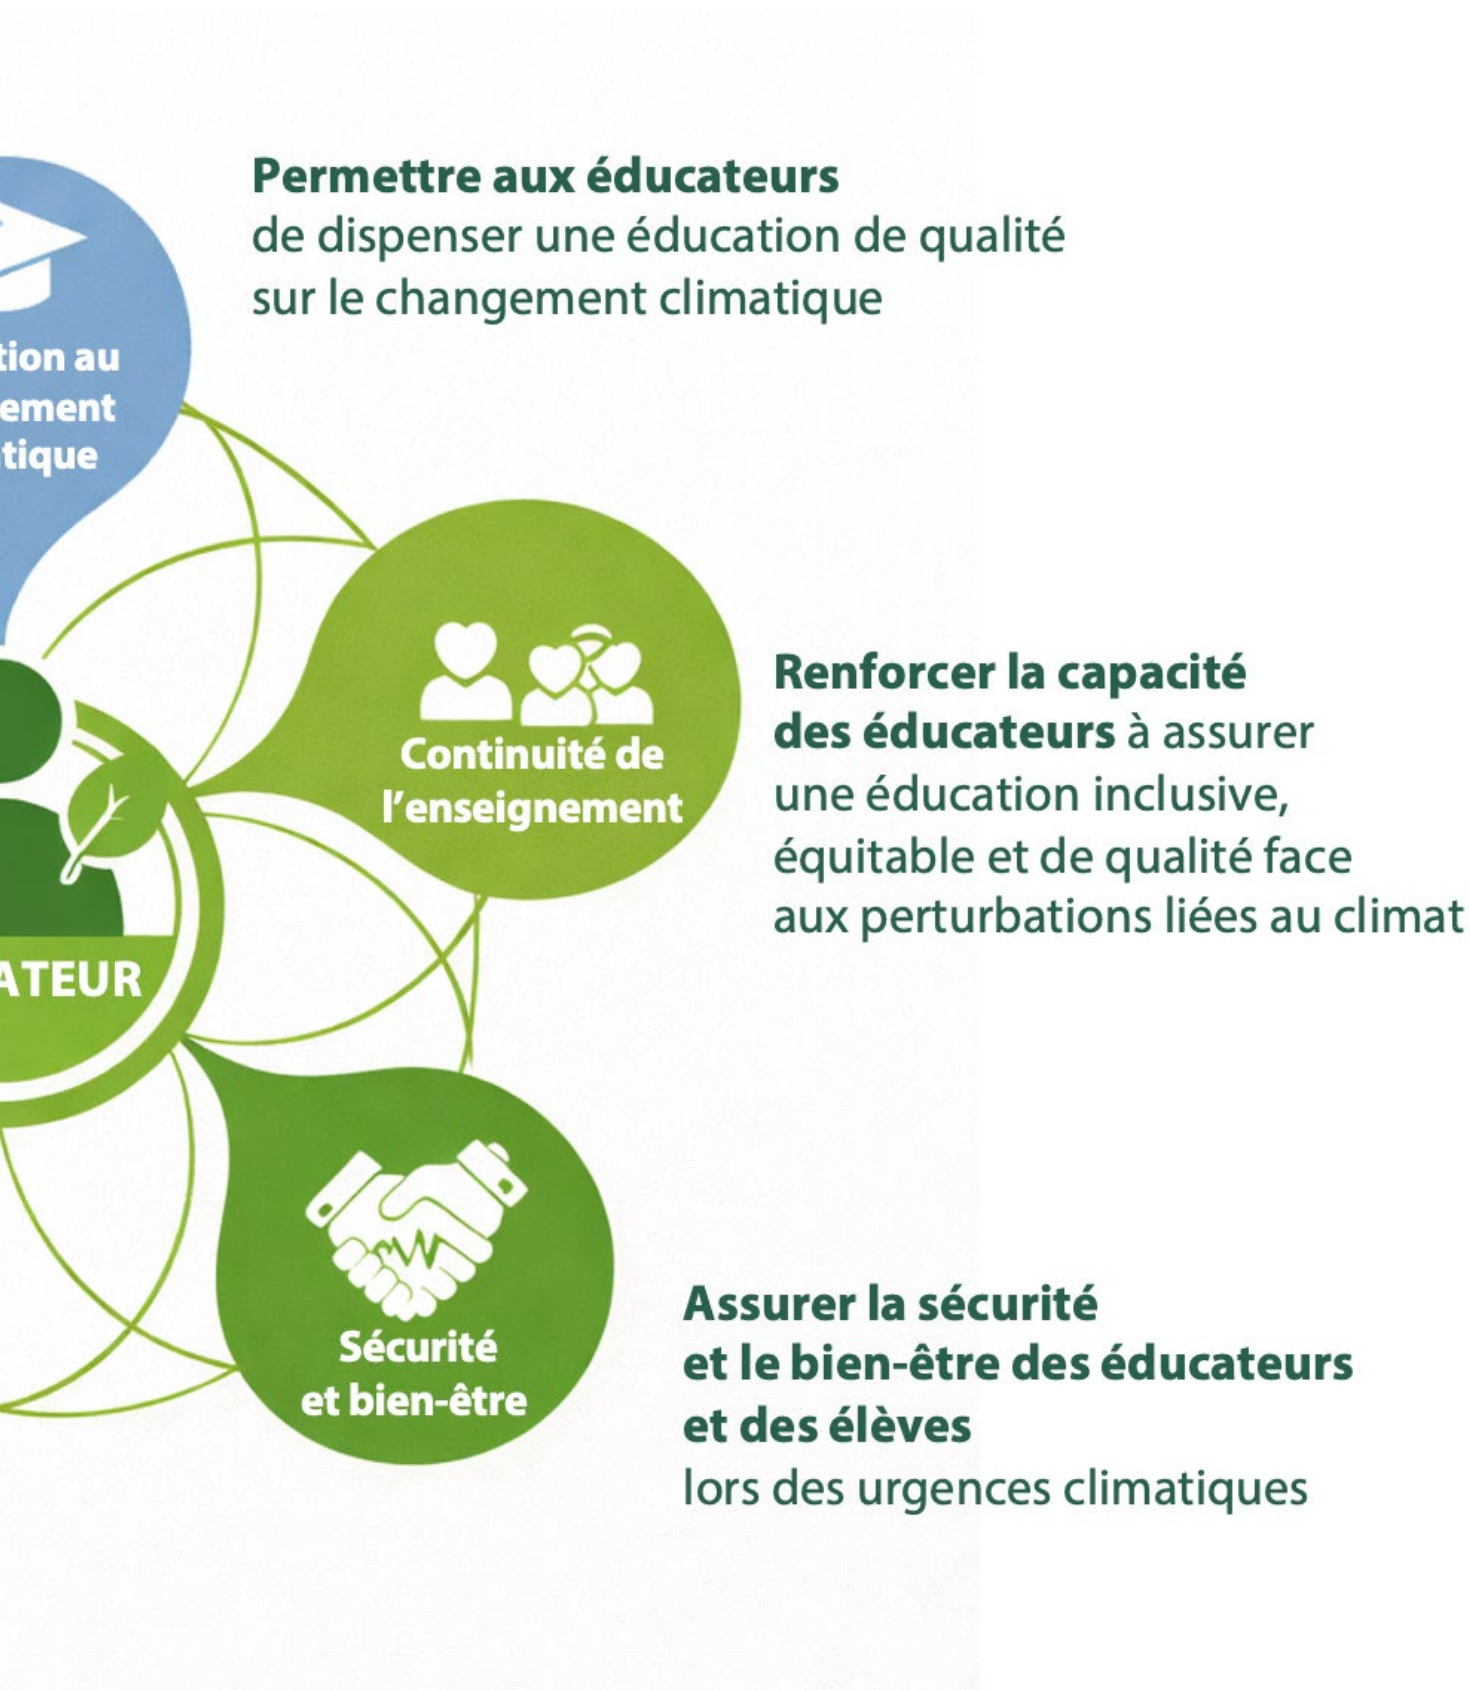 Permettre aux éducateurs
de dispenser une éducation de qualité
sur le changement climatique
tion au
ement
tique
Continuité de
l'enseignement
Renforcer la capacité
des éducateurs à assurer
une éducation inclusive,
équitable et de qualité face
aux perturbations liées au climat
ATEUR
Sécurité
et bien-être
Assurer la sécurité
et le bien-être des éducateurs
et des élèves
lors des urgences climatiques